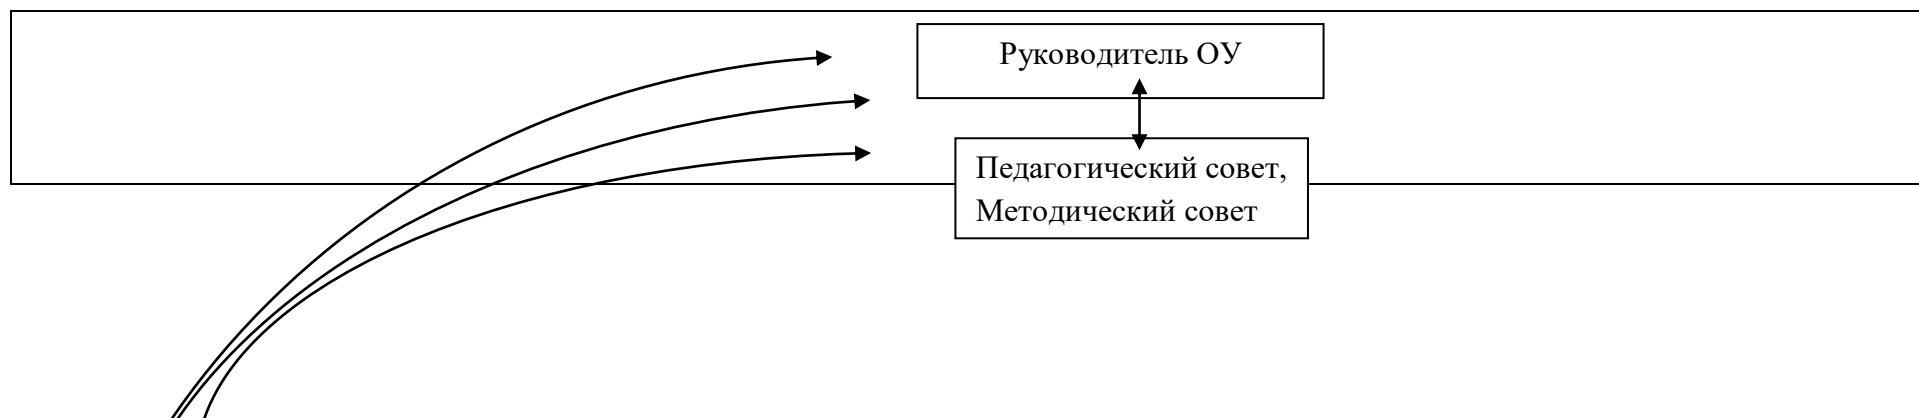 Руководитель ОУ
Педагогический совет,
Методический совет